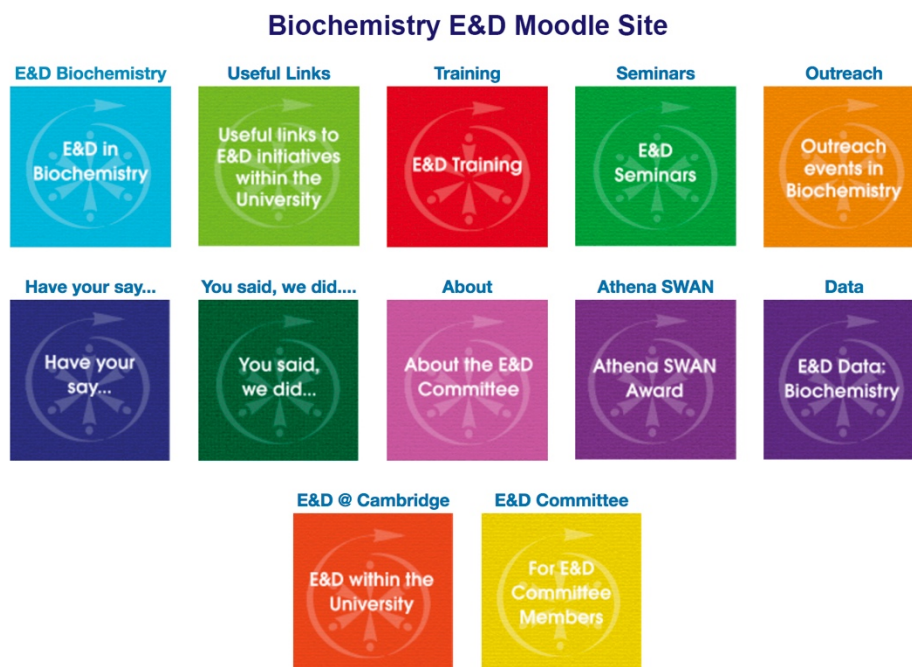 Biochemistry E&D Moodle Site
E&D Biochemistry
Useful Links
Training
Seminars
Outreach
E&D in
Biochemistry
Useful links to
E&D initiatives
within the
University
E&D Training
E&D
Seminars
Outreach
events in
Biochemistry
Have your say...
You said, we did....
About
Athena SWAN
Data
Have your
say...
You said,
we did...
About the E&D
Committee
Athena SWAN
Award
E&D Data:
Biochemistry
E&D @ Cambridge
E&D Committee
E&D within the
University
For E&D
Committee
Members